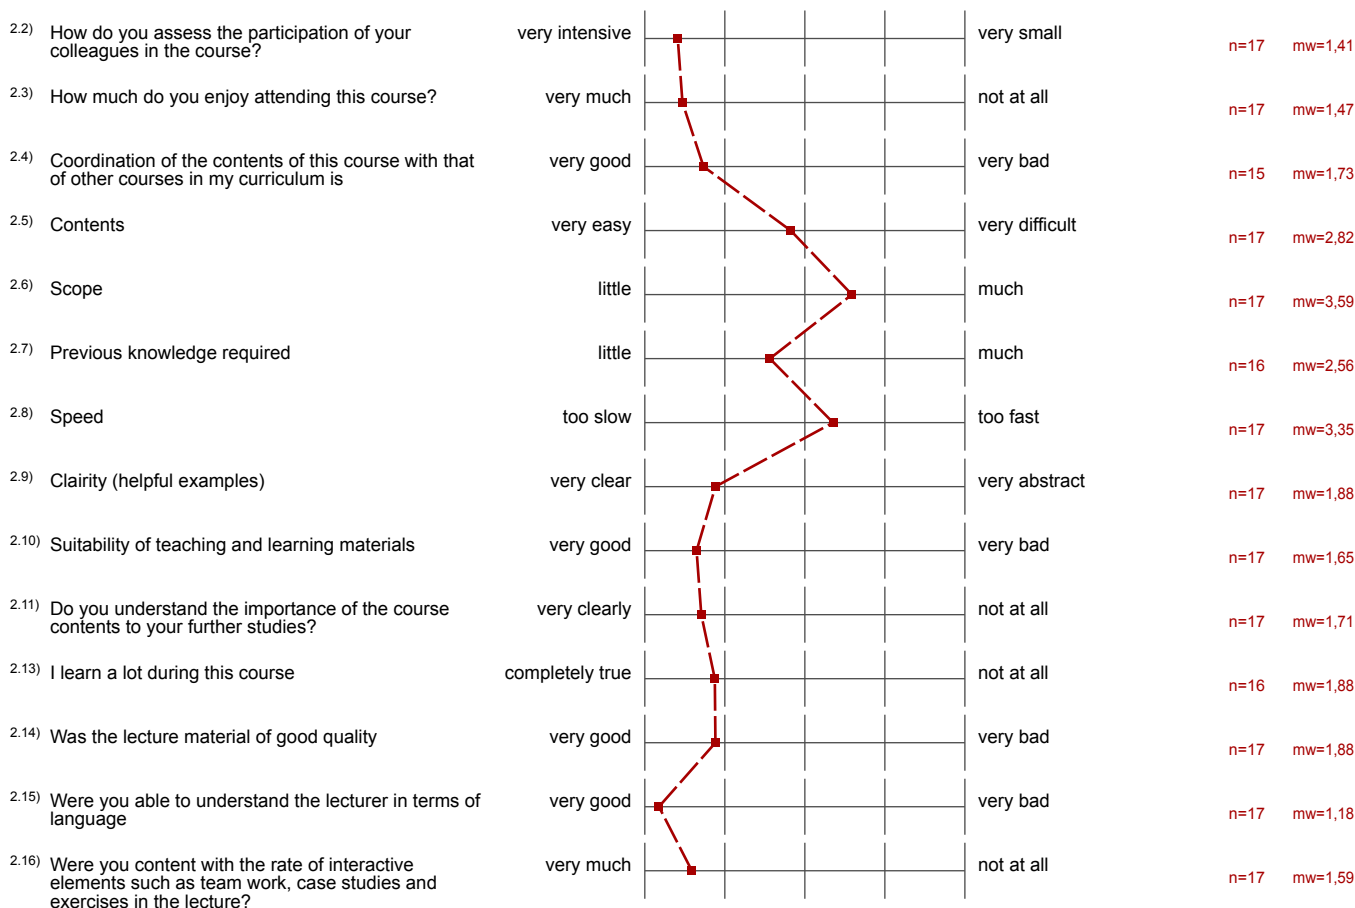 2.2) How do you assess the participation of your
colleagues in the course?
very intensive
very small
n=17 mw=1,41
2.3) How much do you enjoy attending this course?
very much
not at all
n=17 mw=1,47
2.4) Coordination of the contents of this course with that
of other courses in my curriculum is
very good
very bad
n=15 mw=1,73
2.5) Contents
very easy
very difficult
n=17 mw=2,82
2.6) Scope
little
much
n=17 mw=3,59
2.7) Previous knowledge required
little
much
n=16 mw=2,56
2.8) Speed
too slow
too fast
n=17 mw=3,35
2.9) Clairity (helpful examples)
very clear
very abstract
n=17 mw=1,88
2.10) Suitability of teaching and learning materials
very good
very bad
n=17 mw=1,65
2.11) Do you understand the importance of the course
contents to your further studies?
very clearly
not at all
n=17 mw=1,71
2.13) I learn a lot during this course
completely true
not at all
n=16 mw=1,88
2.14) Was the lecture material of good quality
very good
very bad
n=17 mw=1,88
2.15) Were you able to understand the lecturer in terms of
language
very good
very bad
n=17 mw=1,18
2.16) Were you content with the rate of interactive
elements such as team work, case studies and
exercises in the lecture?
very much
not at all
n=17 mw=1,59